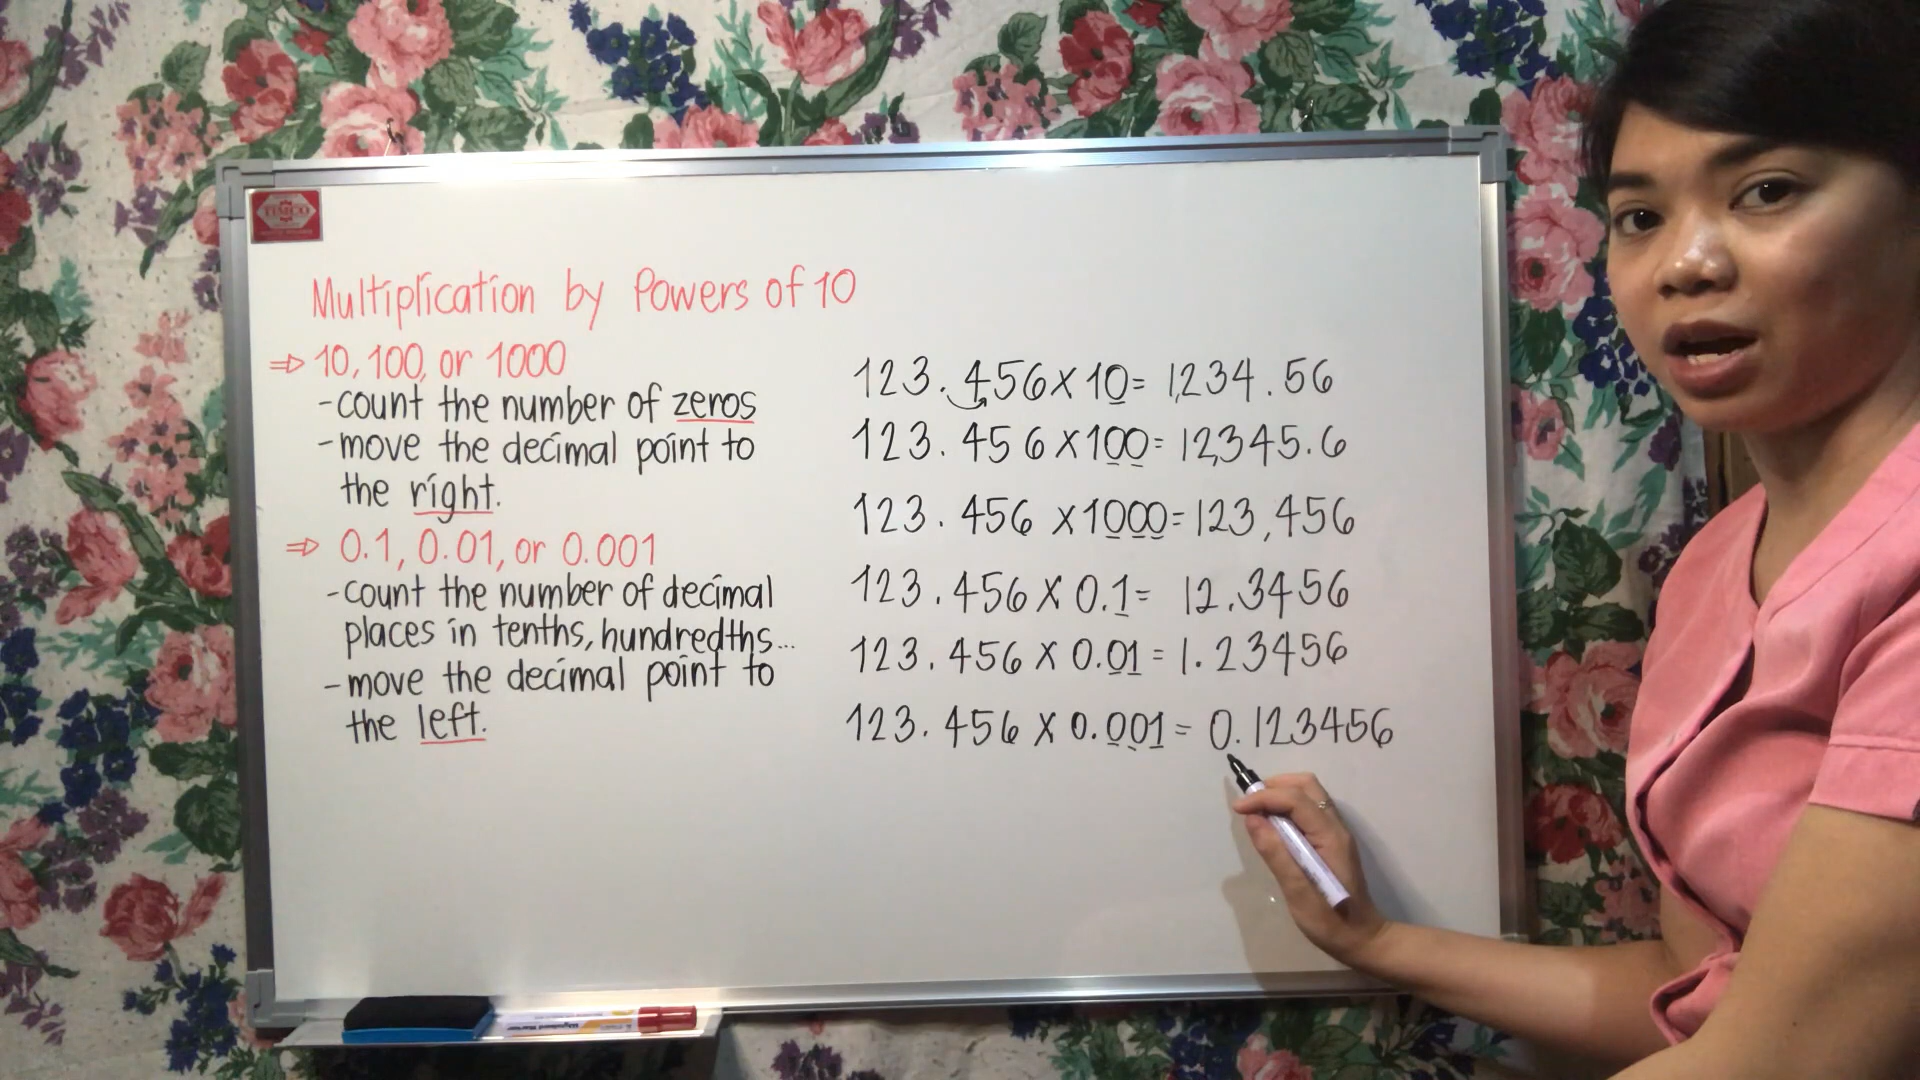 TIMCO
Multiplication by Powers of 10
⇒ 10, 100, or 1000
-count the number of zeros
-move the decimal point to
the right.
⇒ 0.1, 0.01, or 0.001
-count the number of decimal
places in tenths, hundredths...
-move the decimal point to
the left.
123.456 x 10 = 1,234.56
123.456 x 100 = 12,345.6
123.456 x 1000 = 123,456
123.456 x 0.1 = 12.3456
123.456 x 0.01 = 1.23456
123.456 x 0.001 = 0.123456